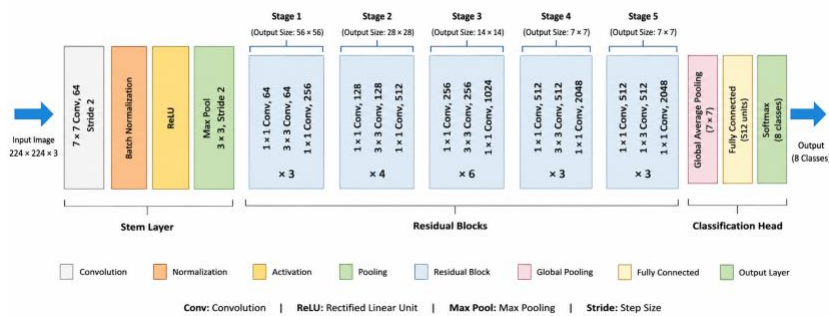 Stage 1
(Output Size: 56 × 56)
Stage 2
(Output Size: 28 × 28)
Stage 3
(Output Size: 14 × 14)
Stage 4
(Output Size: 7 × 7)
Stage 5
(Output Size: 7 × 7)
Input Image
224 × 224 × 3
7 × 7 Conv, 64
Stride 2
Batch Normalization
ReLU
Max Pool
3 × 3, Stride 2
1 × 1 Conv, 64
3 × 3 Conv, 64
1 × 1 Conv, 256
× 3
1 × 1 Conv, 128
3 × 3 Conv, 128
1 × 1 Conv, 512
× 4
1 × 1 Conv, 256
3 × 3 Conv, 256
1 × 1 Conv, 1024
× 6
1 × 1 Conv, 512
3 × 3 Conv, 512
1 × 1 Conv, 2048
× 3
1 × 1 Conv, 512
1 × 3 Conv, 512
1 × 1 Conv, 2048
× 3
Global Average Pooling
(7 × 7)
Fully Connected
(512 units)
Softmax
(8 classes)
Output
(8 Classes)
Stem Layer
Residual Blocks
Classification Head
Convolution
Normalization
Activation
Pooling
Residual Block
Global Pooling
Fully Connected
Output Layer
Conv: Convolution | ReLU: Rectified Linear Unit | Max Pool: Max Pooling | Stride: Step Size